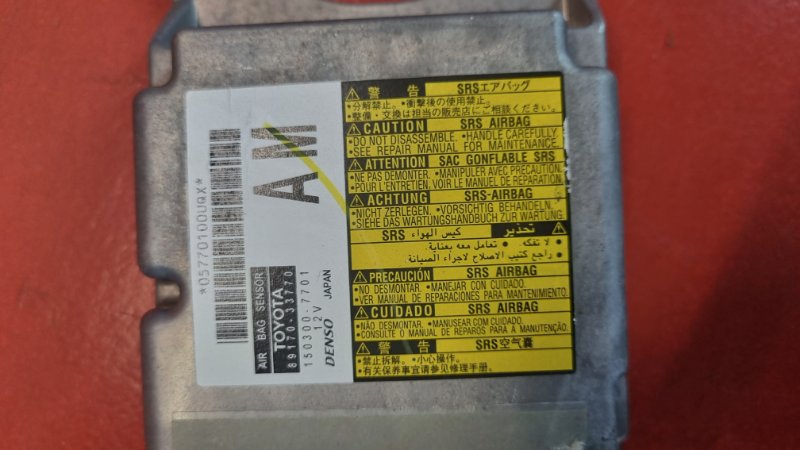 *05770100UQX*
AM
AIR BAG SENSOR
TOYOTA
89170-33770
150300-7701
12V
DENSO JAPAN
警告 SRSエアバッグ
•分解禁止。•衝撃後の使用禁止。
•整備・交換は担当の販売店にご相談ください。
CAUTION SRS AIRBAG
•DO NOT DISASSEMBLE. •HANDLE CAREFULLY
•SEE REPAIR MANUAL FOR MAINTENANCE.
ATTENTION SAC GONFLABLE SRS
•NE PAS DEMONTER. •MANIPULER AVEC PRECAUTION.
•POUR L'ENTRETIEN. VOIR LE MANUEL DE REPARATION.
ACHTUNG SRS-AIRBAG
•NICHT ZERLEGEN. •VORSICHTIG BEHANDELN.
•SIEHE DAS WARTUNGSHANDBUCH ZUR WARTUNG.
تحذير كيس الهواء SRS
• لا تفكه. • تعامل معه بعناية.
• راجع كتيب الاصلاح لاجراء الصيانة
PRECAUCIÓN SRS AIRBAG
•NO DESMONTAR. •MANEJAR CON CUIDADO.
•VER MANUAL DE REPARACIONES PARA MANTENIMIENTO.
CUIDADO SRS AIRBAG
•NÃO DESMONTAR. •MANUSEAR COM CUIDADO.
•CONSULTE O MANUAL DE REPAROS PARA A MANUTENÇÃO.
警告 SRS空气囊
•禁止拆解。•小心操作。
•有关保养事宜请参见修理手册。